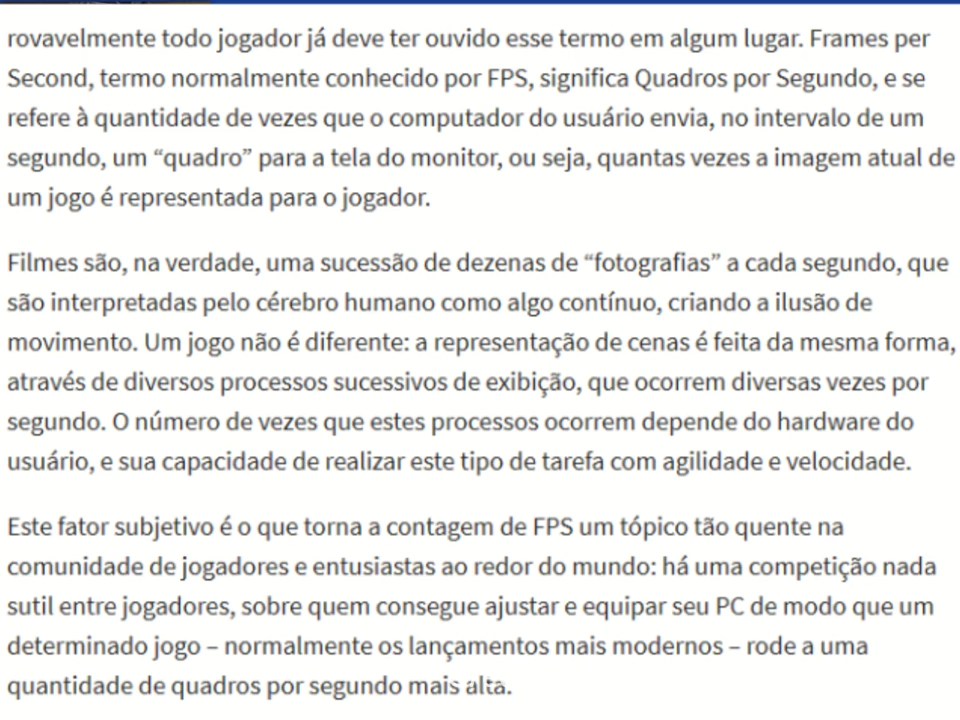 rovavelmente todo jogador já deve ter ouvido esse termo em algum lugar. Frames per
Second, termo normalmente conhecido por FPS, significa Quadros por Segundo, e se
refere à quantidade de vezes que o computador do usuário envia, no intervalo de um
segundo, um “quadro” para a tela do monitor, ou seja, quantas vezes a imagem atual de
um jogo é representada para o jogador.
Filmes são, na verdade, uma sucessão de dezenas de “fotografias” a cada segundo, que
são interpretadas pelo cérebro humano como algo contínuo, criando a ilusão de
movimento. Um jogo não é diferente: a representação de cenas é feita da mesma forma,
através de diversos processos sucessivos de exibição, que ocorrem diversas vezes por
segundo. O número de vezes que estes processos ocorrem depende do hardware do
usuário, e sua capacidade de realizar este tipo de tarefa com agilidade e velocidade.
Este fator subjetivo é o que torna a contagem de FPS um tópico tão quente na
comunidade de jogadores e entusiastas ao redor do mundo: há uma competição nada
sutil entre jogadores, sobre quem consegue ajustar e equipar seu PC de modo que um
determinado jogo – normalmente os lançamentos mais modernos – rode a uma
quantidade de quadros por segundo mais alta.